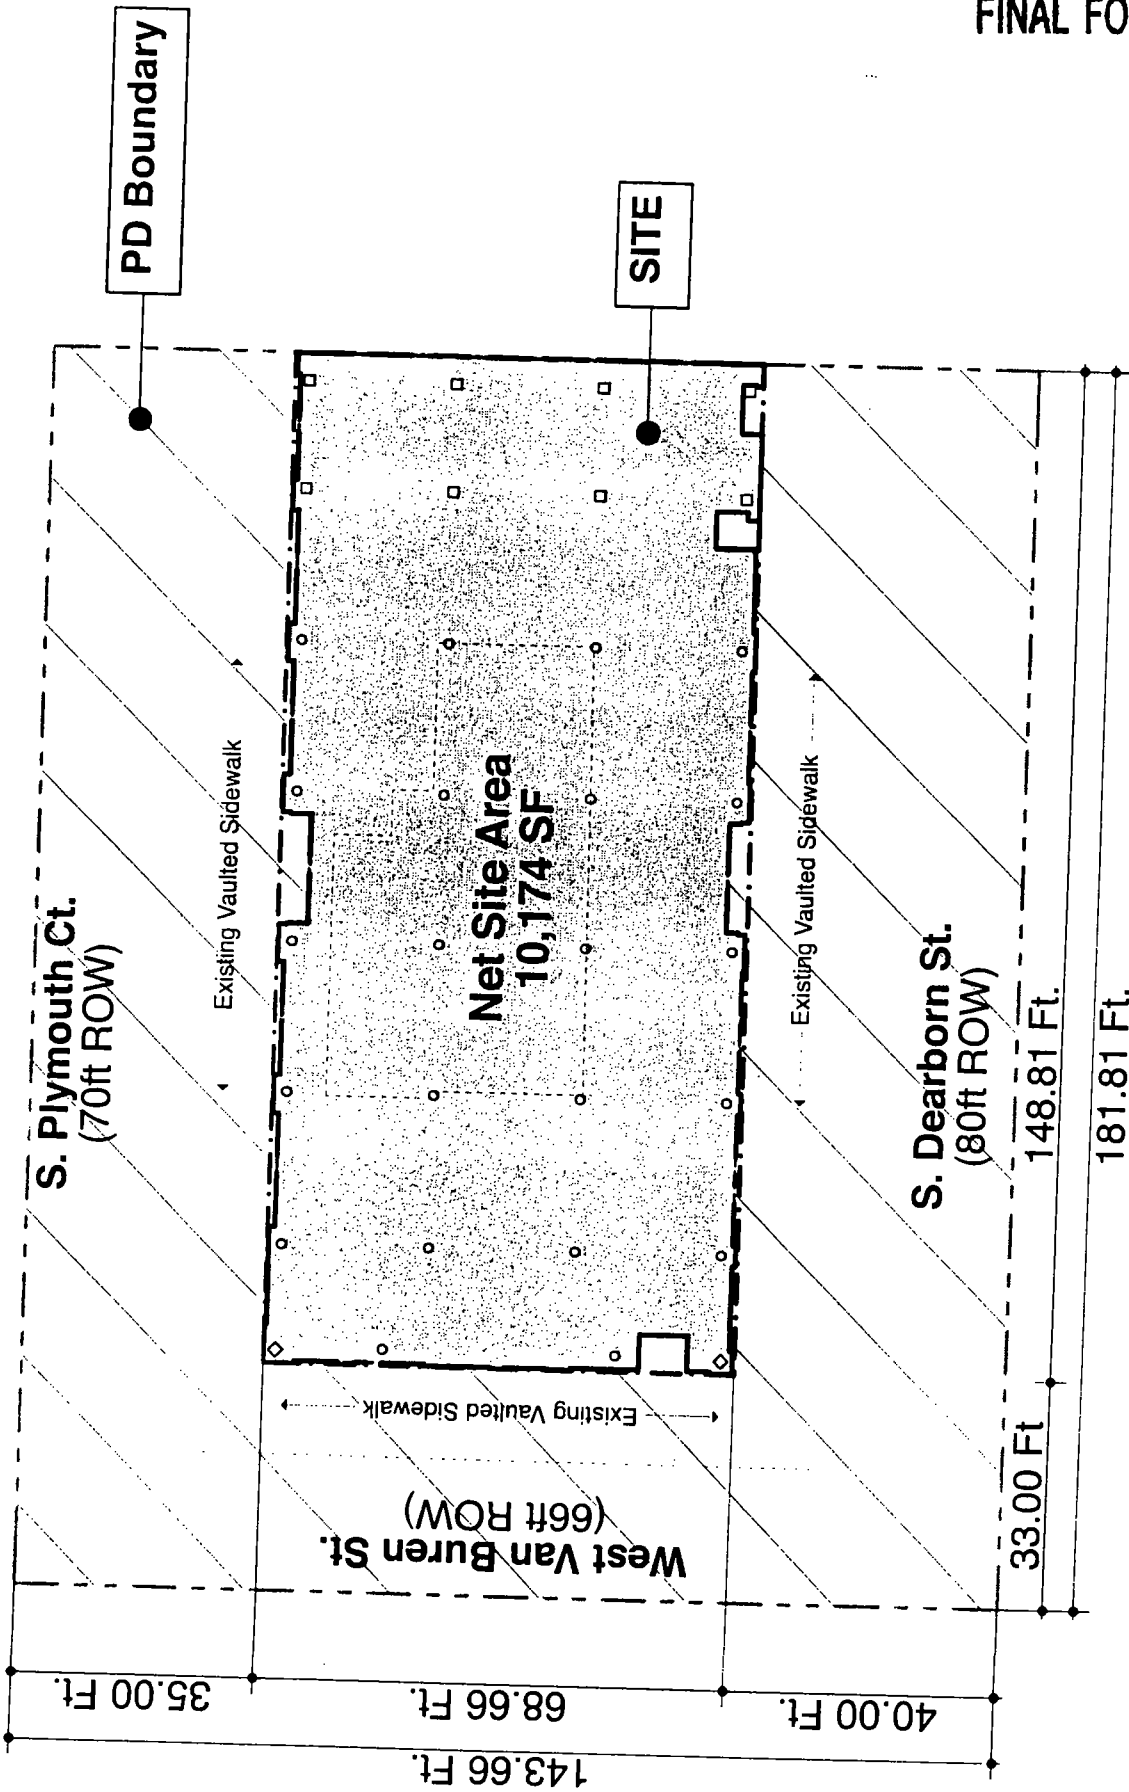 FINAL FO
PD Boundary
SITE
S. Plymouth Ct.
(70ft ROW)
Existing Vaulted Sidewalk
Net Site Area
10,174 SF
Existing Vaulted Sidewalk
S. Dearborn St.
(80ft ROW)
148.81 Ft.
181.81 Ft.
33.00 Ft
Existing Vaulted Sidewalk
West Van Buren St.
(66ft ROW)
35.00 Ft.
68.66 Ft.
40.00 Ft.
143.66 Ft.